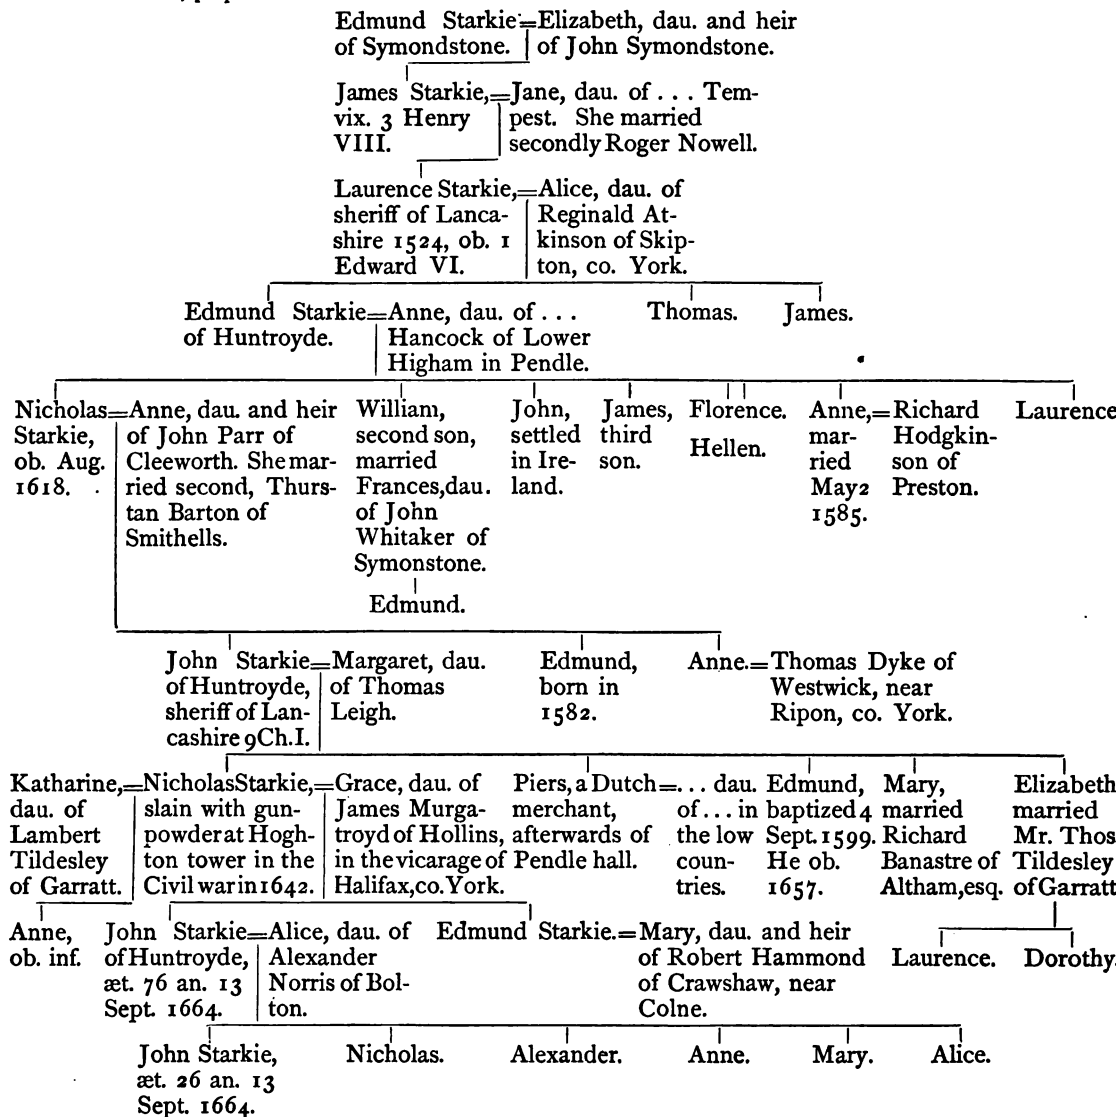 Edmund Starkie=Elizabeth, dau. and heir
of Symondstone. of John Symondstone.
James Starkie,=Jane, dau. of . . . Tem-
vix. 3 Henry pest. She married
VIII. secondly Roger Nowell.
Laurence Starkie,=Alice, dau. of
sheriff of Lanca- Reginald At-
shire 1524, ob. 1 kinson of Skip-
Edward VI. ton, co. York.
Edmund Starkie=Anne, dau. of . . . Thomas. James.
of Huntroyde. Hancock of Lower
Higham in Pendle.
Nicholas=Anne, dau. and heir
Starkie, of John Parr of
ob. Aug. Cleeworth. She mar-
1618. ried second, Thurs-
tan Barton of
Smithells.
William,
second son,
married
Frances, dau.
of John
Whitaker of
Symonstone.
Edmund.
John,
settled
in Ire-
land.
James,
third
son.
Florence.
Hellen.
Anne,=Richard
mar- Hodgkin-
ried son of
May 2 Preston.
1585.
Laurence
John Starkie=Margaret, dau.
of Huntroyde, of Thomas
sheriff of Lan- Leigh.
cashire 9 Ch. I.
Edmund,
born in
1582.
Anne.=Thomas Dyke of
Westwick, near
Ripon, co. York.
Katharine,=Nicholas Starkie,=Grace, dau. of
dau. of slain with gun- James Murga-
Lambert powder at Hogh- troyd of Hollins,
Tildesley ton tower in the in the vicarage of
of Garratt. Civil war in 1642. Halifax, co. York.
Piers, a Dutch=. . . dau.
merchant, of . . . in
afterwards of the low
Pendle hall. coun-
tries.
Edmund,
baptized 4
Sept. 1599.
He ob.
1657.
Mary,
married
Richard
Banastre of
Altham, esq.
Elizabeth
married
Mr. Thos
Tildesley
of Garratt
Anne,
ob. inf.
John Starkie=Alice, dau. of
of Huntroyde, Alexander
æt. 76 an. 13 Norris of Bol-
Sept. 1664. ton.
Edmund Starkie.=Mary, dau. and heir
of Robert Hammond
of Crawshaw, near
Colne.
Laurence. Dorothy.
John Starkie, Nicholas. Alexander. Anne. Mary. Alice.
æt. 26 an. 13
Sept. 1664.